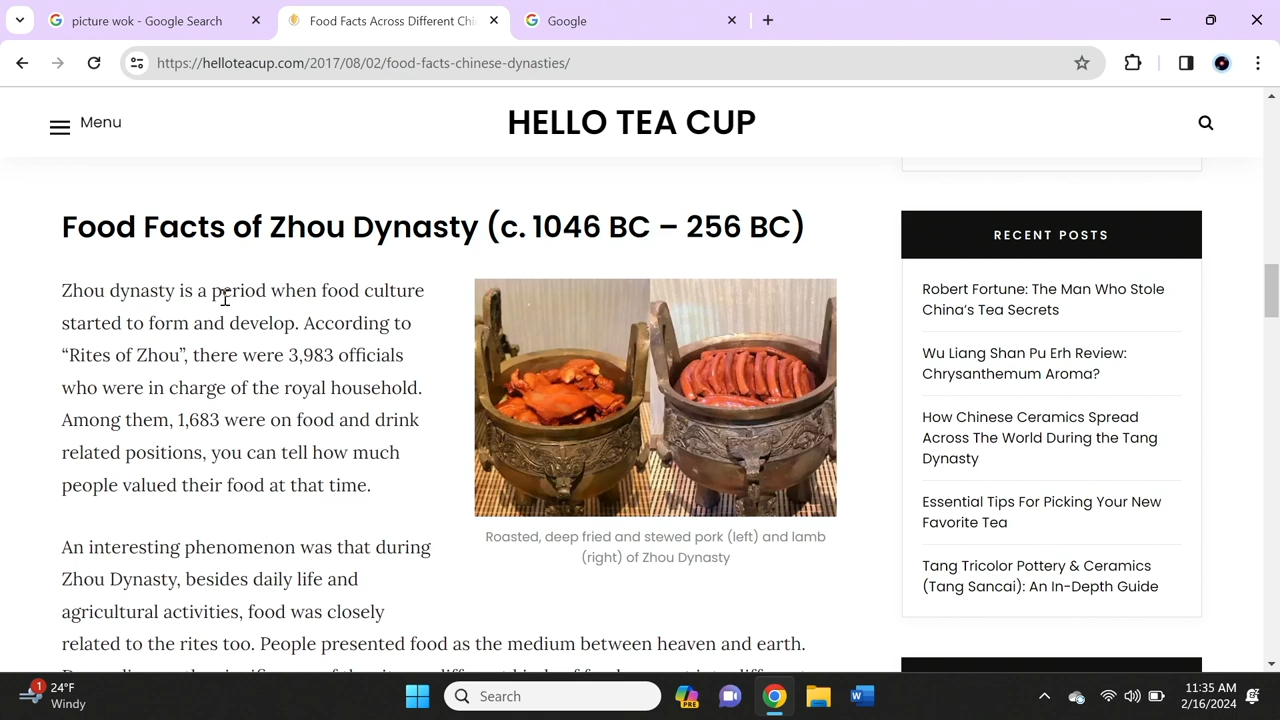 picture wok - Google Search
Food Facts Across Different Chi
Google
https://helloteacup.com/2017/08/02/food-facts-chinese-dynasties/
Menu
HELLO TEA CUP
Food Facts of Zhou Dynasty (c. 1046 BC – 256 BC)
Zhou dynasty is a period when food culture
started to form and develop. According to
“Rites of Zhou”, there were 3,983 officials
who were in charge of the royal household.
Among them, 1,683 were on food and drink
related positions, you can tell how much
people valued their food at that time.
Roasted, deep fried and stewed pork (left) and lamb
(right) of Zhou Dynasty
An interesting phenomenon was that during
Zhou Dynasty, besides daily life and
agricultural activities, food was closely
related to the rites too. People presented food as the medium between heaven and earth.
RECENT POSTS
Robert Fortune: The Man Who Stole
China’s Tea Secrets
Wu Liang Shan Pu Erh Review:
Chrysanthemum Aroma?
How Chinese Ceramics Spread
Across The World During the Tang
Dynasty
Essential Tips For Picking Your New
Favorite Tea
Tang Tricolor Pottery & Ceramics
(Tang Sancai): An In-Depth Guide
1
24°F
Windy
Search
PRE
11:35 AM
2/16/2024